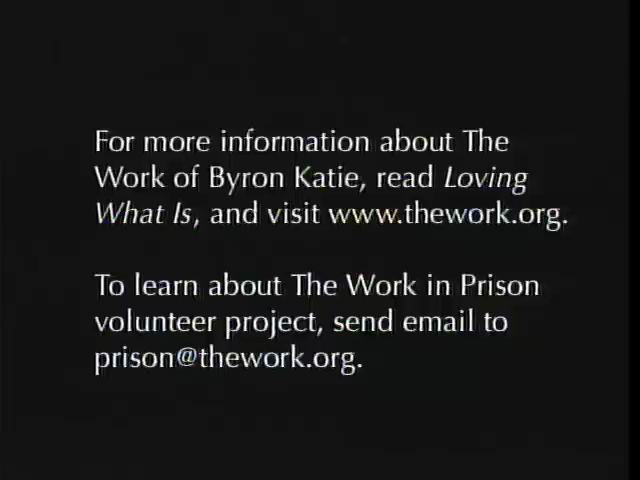 For more information about The
Work of Byron Katie, read Loving
What Is, and visit www.thework.org.
To learn about The Work in Prison
volunteer project, send email to
prison@thework.org.